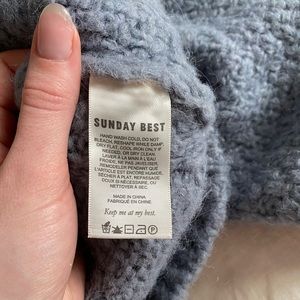 SUNDAY BEST
HAND WASH COLD, DO NOT
BLEACH, RESHAPE WHILE DAMP,
DRY FLAT, COOL IRON ONLY IF
NEEDED, OR DRY CLEAN.
LAVER À LA MAIN À L'EAU
FROIDE, NE PAS JAVELLISER,
REMODELER PENDANT QUE
L'ARTICLE EST ENCORE HUMIDE,
SÉCHER À PLAT, REPASSAGE
DOUX SI NÉCESSAIRE, OU
NETTOYER À SEC.
MADE IN CHINA
FABRIQUÉ EN CHINE
Keep me at my best.